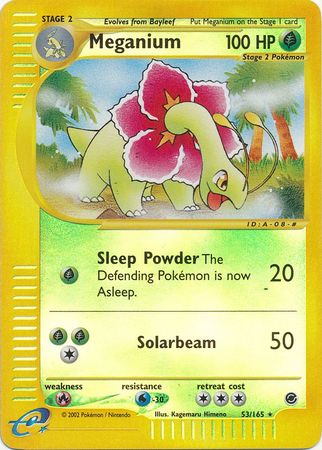 STAGE 2
Evolves from Bayleef
Put Meganium on the Stage 1 card
Meganium
100 HP
Stage 2 Pokémon
ID:A-08-#
Sleep Powder The
Defending Pokémon is now
Asleep.
20
Solarbeam
50
weakness
resistance
retreat cost
-30
e
© 2002 Pokémon / Nintendo
Illus. Kagemaru Himeno
53/165 ★